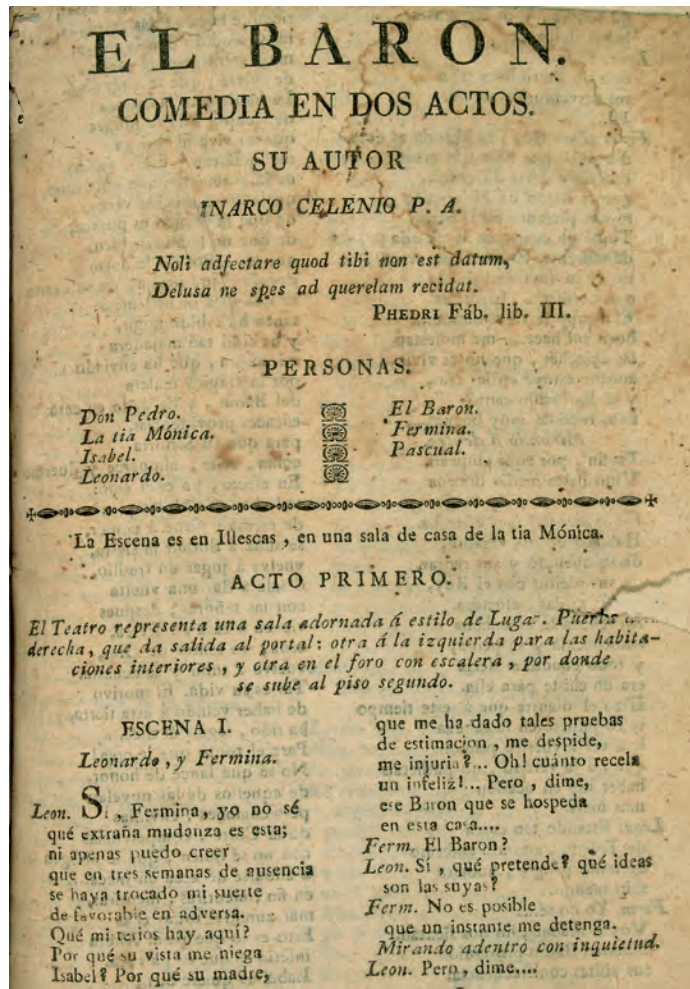 EL BARON.
COMEDIA EN DOS ACTOS.
SU AUTOR
INARCO CELENIO P. A.
Noli adfectare quod tibi non est datum,
Delusa ne spes ad querelam recidat.
PHEDRI Fáb. lib. III.
PERSONAS.
Don Pedro.
La tia Mónica.
Isabel.
Leonardo.
El Baron.
Fermina.
Pascual.
La Escena es en Illescas, en una sala de casa de la tia Mónica.
ACTO PRIMERO.
El Teatro representa una sala adornada á estilo de Lugar. Puerta
derecha, que da salida al portal: otra á la izquierda para las habita-
ciones interiores, y otra en el foro con escalera, por donde
se sube al piso segundo.
ESCENA I.
Leonardo, y Fermina.
Leon. Sí, Fermina, yo no sé
qué extraña mudanza es esta;
ni apenas puedo creer
que en tres semanas de ausencia
se haya trocado mi suerte
de favorable en adversa.
Qué misterios hay aquí?
Por qué su vista me niega
Isabel? Por qué su madre,
que me ha dado tales pruebas
de estimacion, me despide,
me injuria?... Oh! cuánto recela
un infeliz!... Pero, dime,
ese Baron que se hospeda
en esta casa....
Ferm. El Baron?
Leon. Sí, qué pretende? qué ideas
son las suyas?
Ferm. No es posible
que un instante me detenga.
Mirando adentro con inquietud.
Leon. Pero, dime....